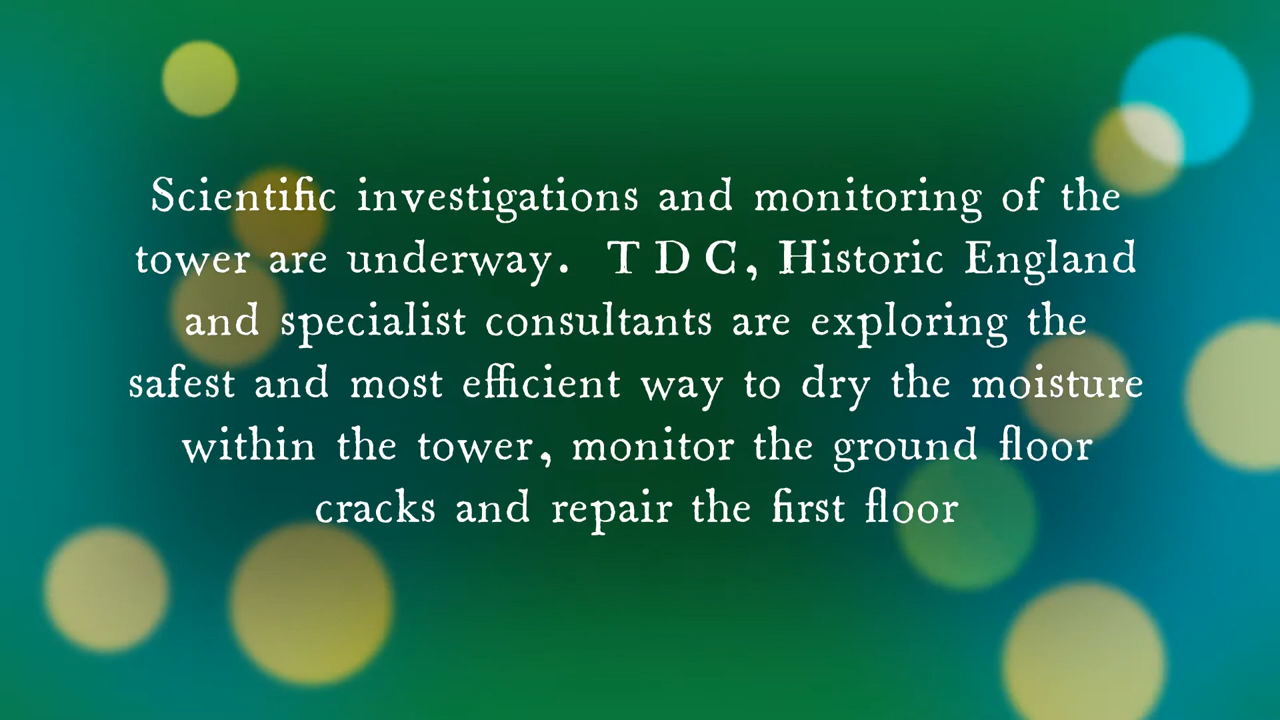 Scientific investigations and monitoring of the
tower are underway. T D C, Historic England
and specialist consultants are exploring the
safest and most efficient way to dry the moisture
within the tower, monitor the ground floor
cracks and repair the first floor